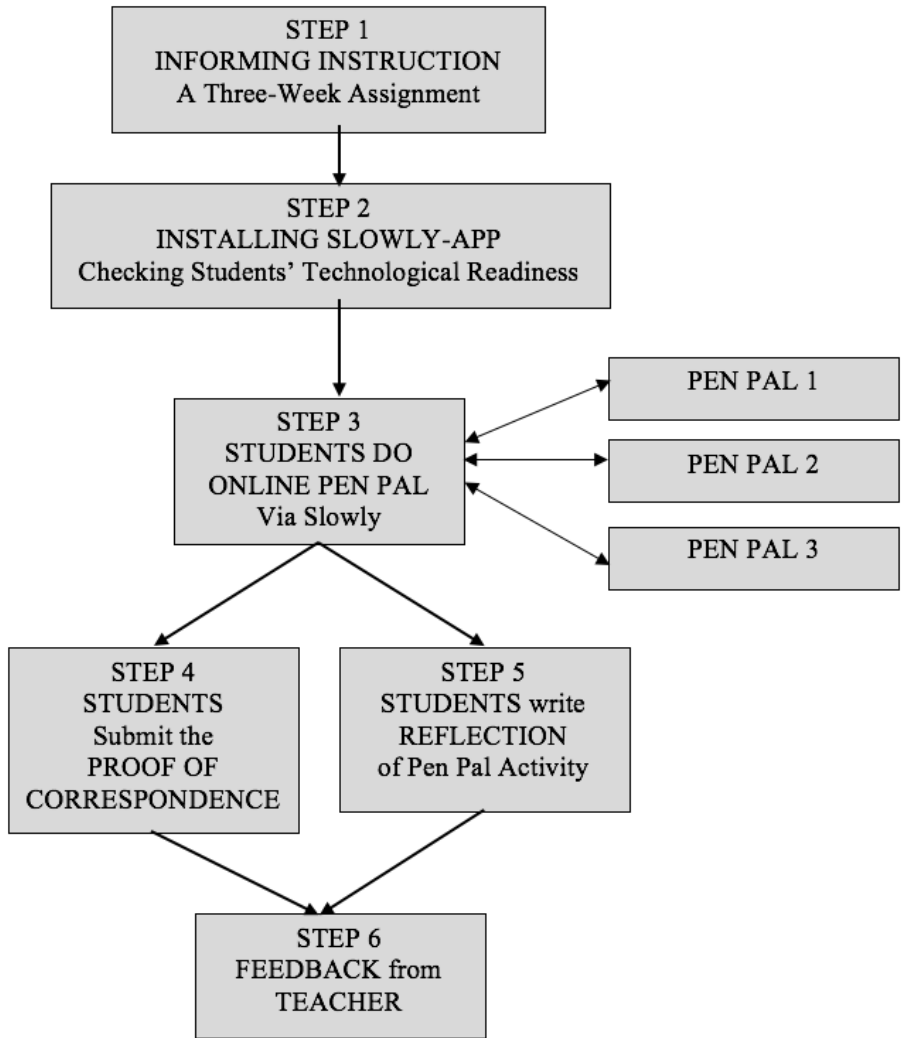 STEP 1
INFORMING INSTRUCTION
A Three-Week Assignment
STEP 2
INSTALLING SLOWLY-APP
Checking Students’ Technological Readiness
STEP 3
STUDENTS DO
ONLINE PEN PAL
Via Slowly
PEN PAL 1
PEN PAL 2
PEN PAL 3
STEP 4
STUDENTS
Submit the
PROOF OF
CORRESPONDENCE
STEP 5
STUDENTS write
REFLECTION
of Pen Pal Activity
STEP 6
FEEDBACK from
TEACHER